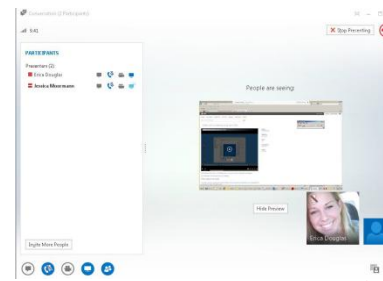 Conversation (2 Participants)
5:41
Stop Presenting
PARTICIPANTS
Presenters (2)
Erica Douglas
Jessica Moormann
People are seeing:
Hide Preview
Erica Douglas
Invite More People